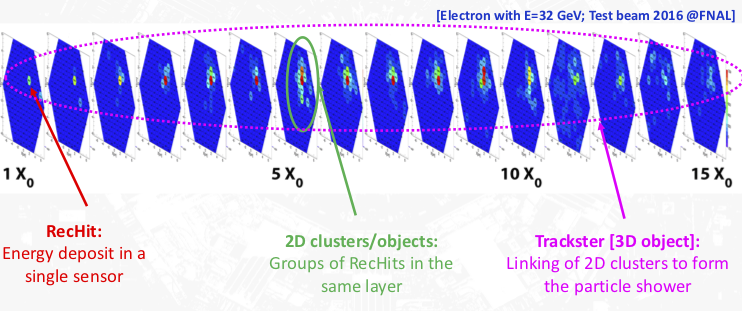 [Electron with E=32 GeV; Test beam 2016 @FNAL]
1 X0
5 X0
10 X0
15 X0
RecHit:
Energy deposit in a
single sensor
2D clusters/objects:
Groups of RecHits in the
same layer
Trackster [3D object]:
Linking of 2D clusters to form
the particle shower